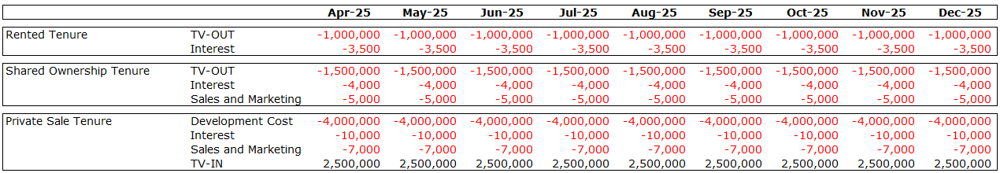 Apr-25 May-25 Jun-25 Jul-25 Aug-25 Sep-25 Oct-25 Nov-25 Dec-25
Rented Tenure TV-OUT -1,000,000 -1,000,000 -1,000,000 -1,000,000 -1,000,000 -1,000,000 -1,000,000 -1,000,000 -1,000,000
Interest -3,500 -3,500 -3,500 -3,500 -3,500 -3,500 -3,500 -3,500 -3,500
Shared Ownership Tenure TV-OUT -1,500,000 -1,500,000 -1,500,000 -1,500,000 -1,500,000 -1,500,000 -1,500,000 -1,500,000 -1,500,000
Interest -4,000 -4,000 -4,000 -4,000 -4,000 -4,000 -4,000 -4,000 -4,000
Sales and Marketing -5,000 -5,000 -5,000 -5,000 -5,000 -5,000 -5,000 -5,000 -5,000
Private Sale Tenure Development Cost -4,000,000 -4,000,000 -4,000,000 -4,000,000 -4,000,000 -4,000,000 -4,000,000 -4,000,000 -4,000,000
Interest -10,000 -10,000 -10,000 -10,000 -10,000 -10,000 -10,000 -10,000 -10,000
Sales and Marketing -7,000 -7,000 -7,000 -7,000 -7,000 -7,000 -7,000 -7,000 -7,000
TV-IN 2,500,000 2,500,000 2,500,000 2,500,000 2,500,000 2,500,000 2,500,000 2,500,000 2,500,000